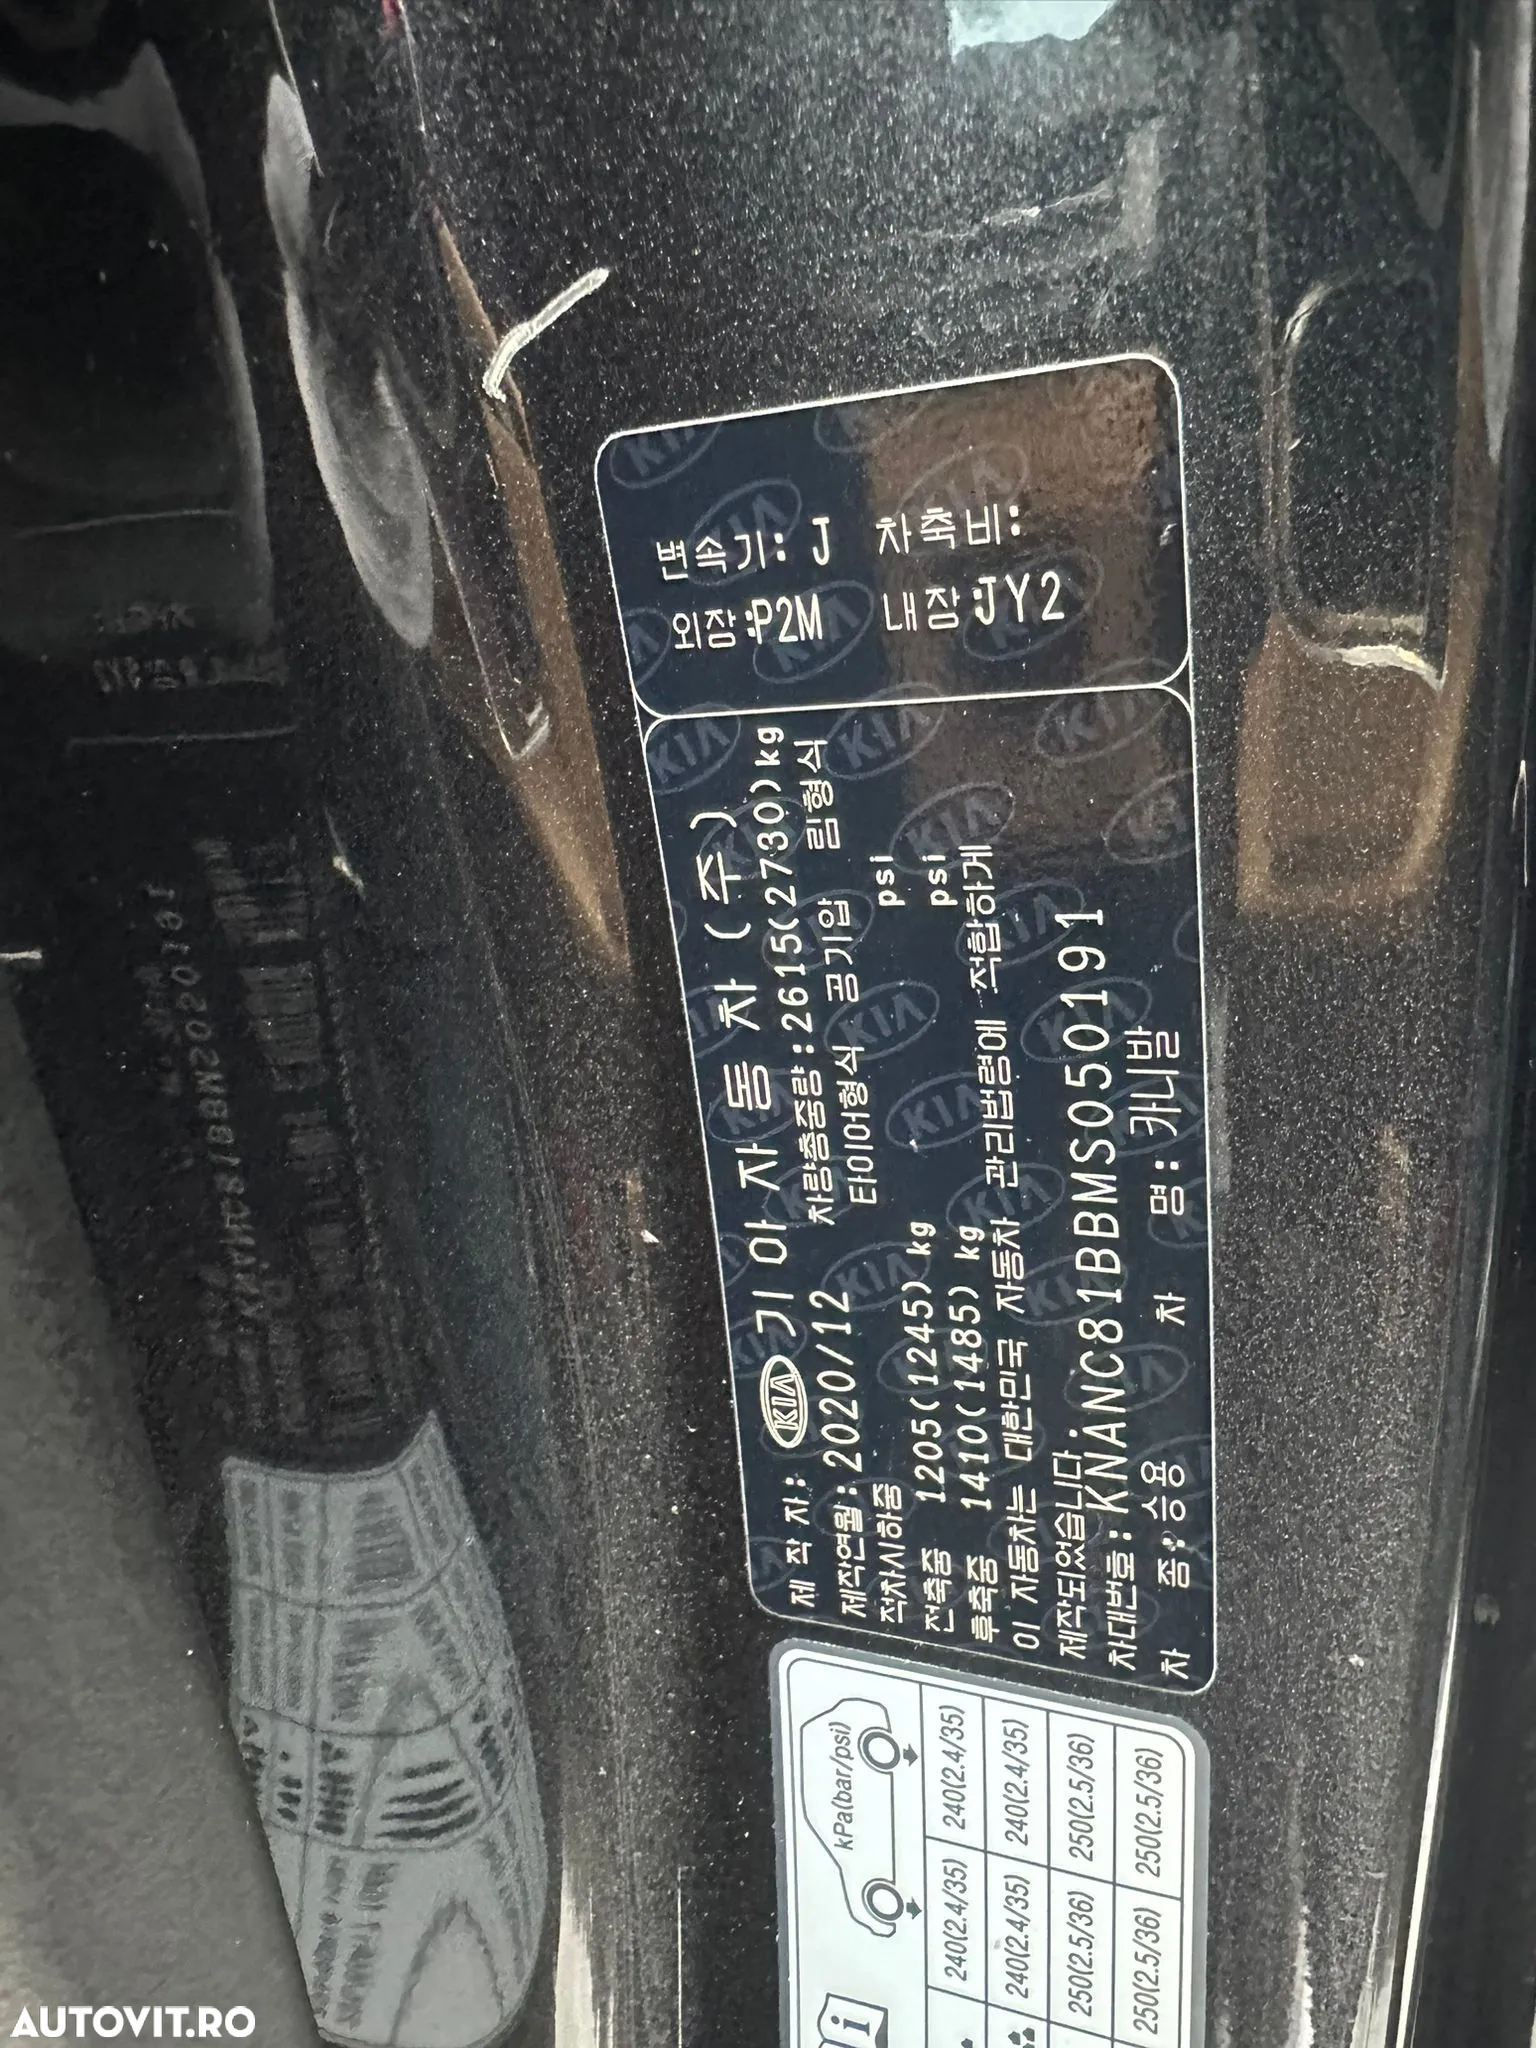 변속기: J 차축비:
외장:P2M 내장:JY2
제 작 자: KIA 기 아 자 동 차 (주)
제작연월: 2020/12 차량총중량: 2615(2730)kg
적차시하중 타이어형식 공기압 림형식
전축중 1205(1245) kg psi
후축중 1410(1485) kg psi
이 자동차는 대한민국 자동차 관리법령에 적합하게
제작되었습니다.
차대번호: KNANC81BBMS050191
차 종: 승용 차 명: 카니발
kPa(bar/psi)
240(2.4/35) 240(2.4/35)
240(2.4/35) 240(2.4/35)
250(2.5/36) 250(2.5/36)
250(2.5/36) 250(2.5/36)
i
AUTOVIT.RO